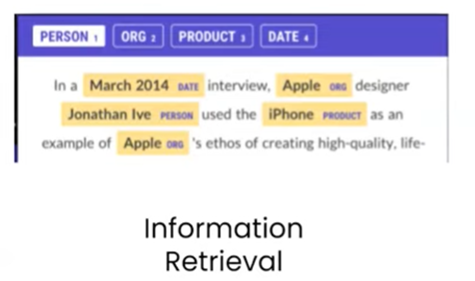 PERSON 1 ORG 2 PRODUCT 3 DATE 4
In a March 2014 DATE interview, Apple ORG designer
Jonathan Ive PERSON used the iPhone PRODUCT as an
example of Apple ORG 's ethos of creating high-quality, life-
Information
Retrieval